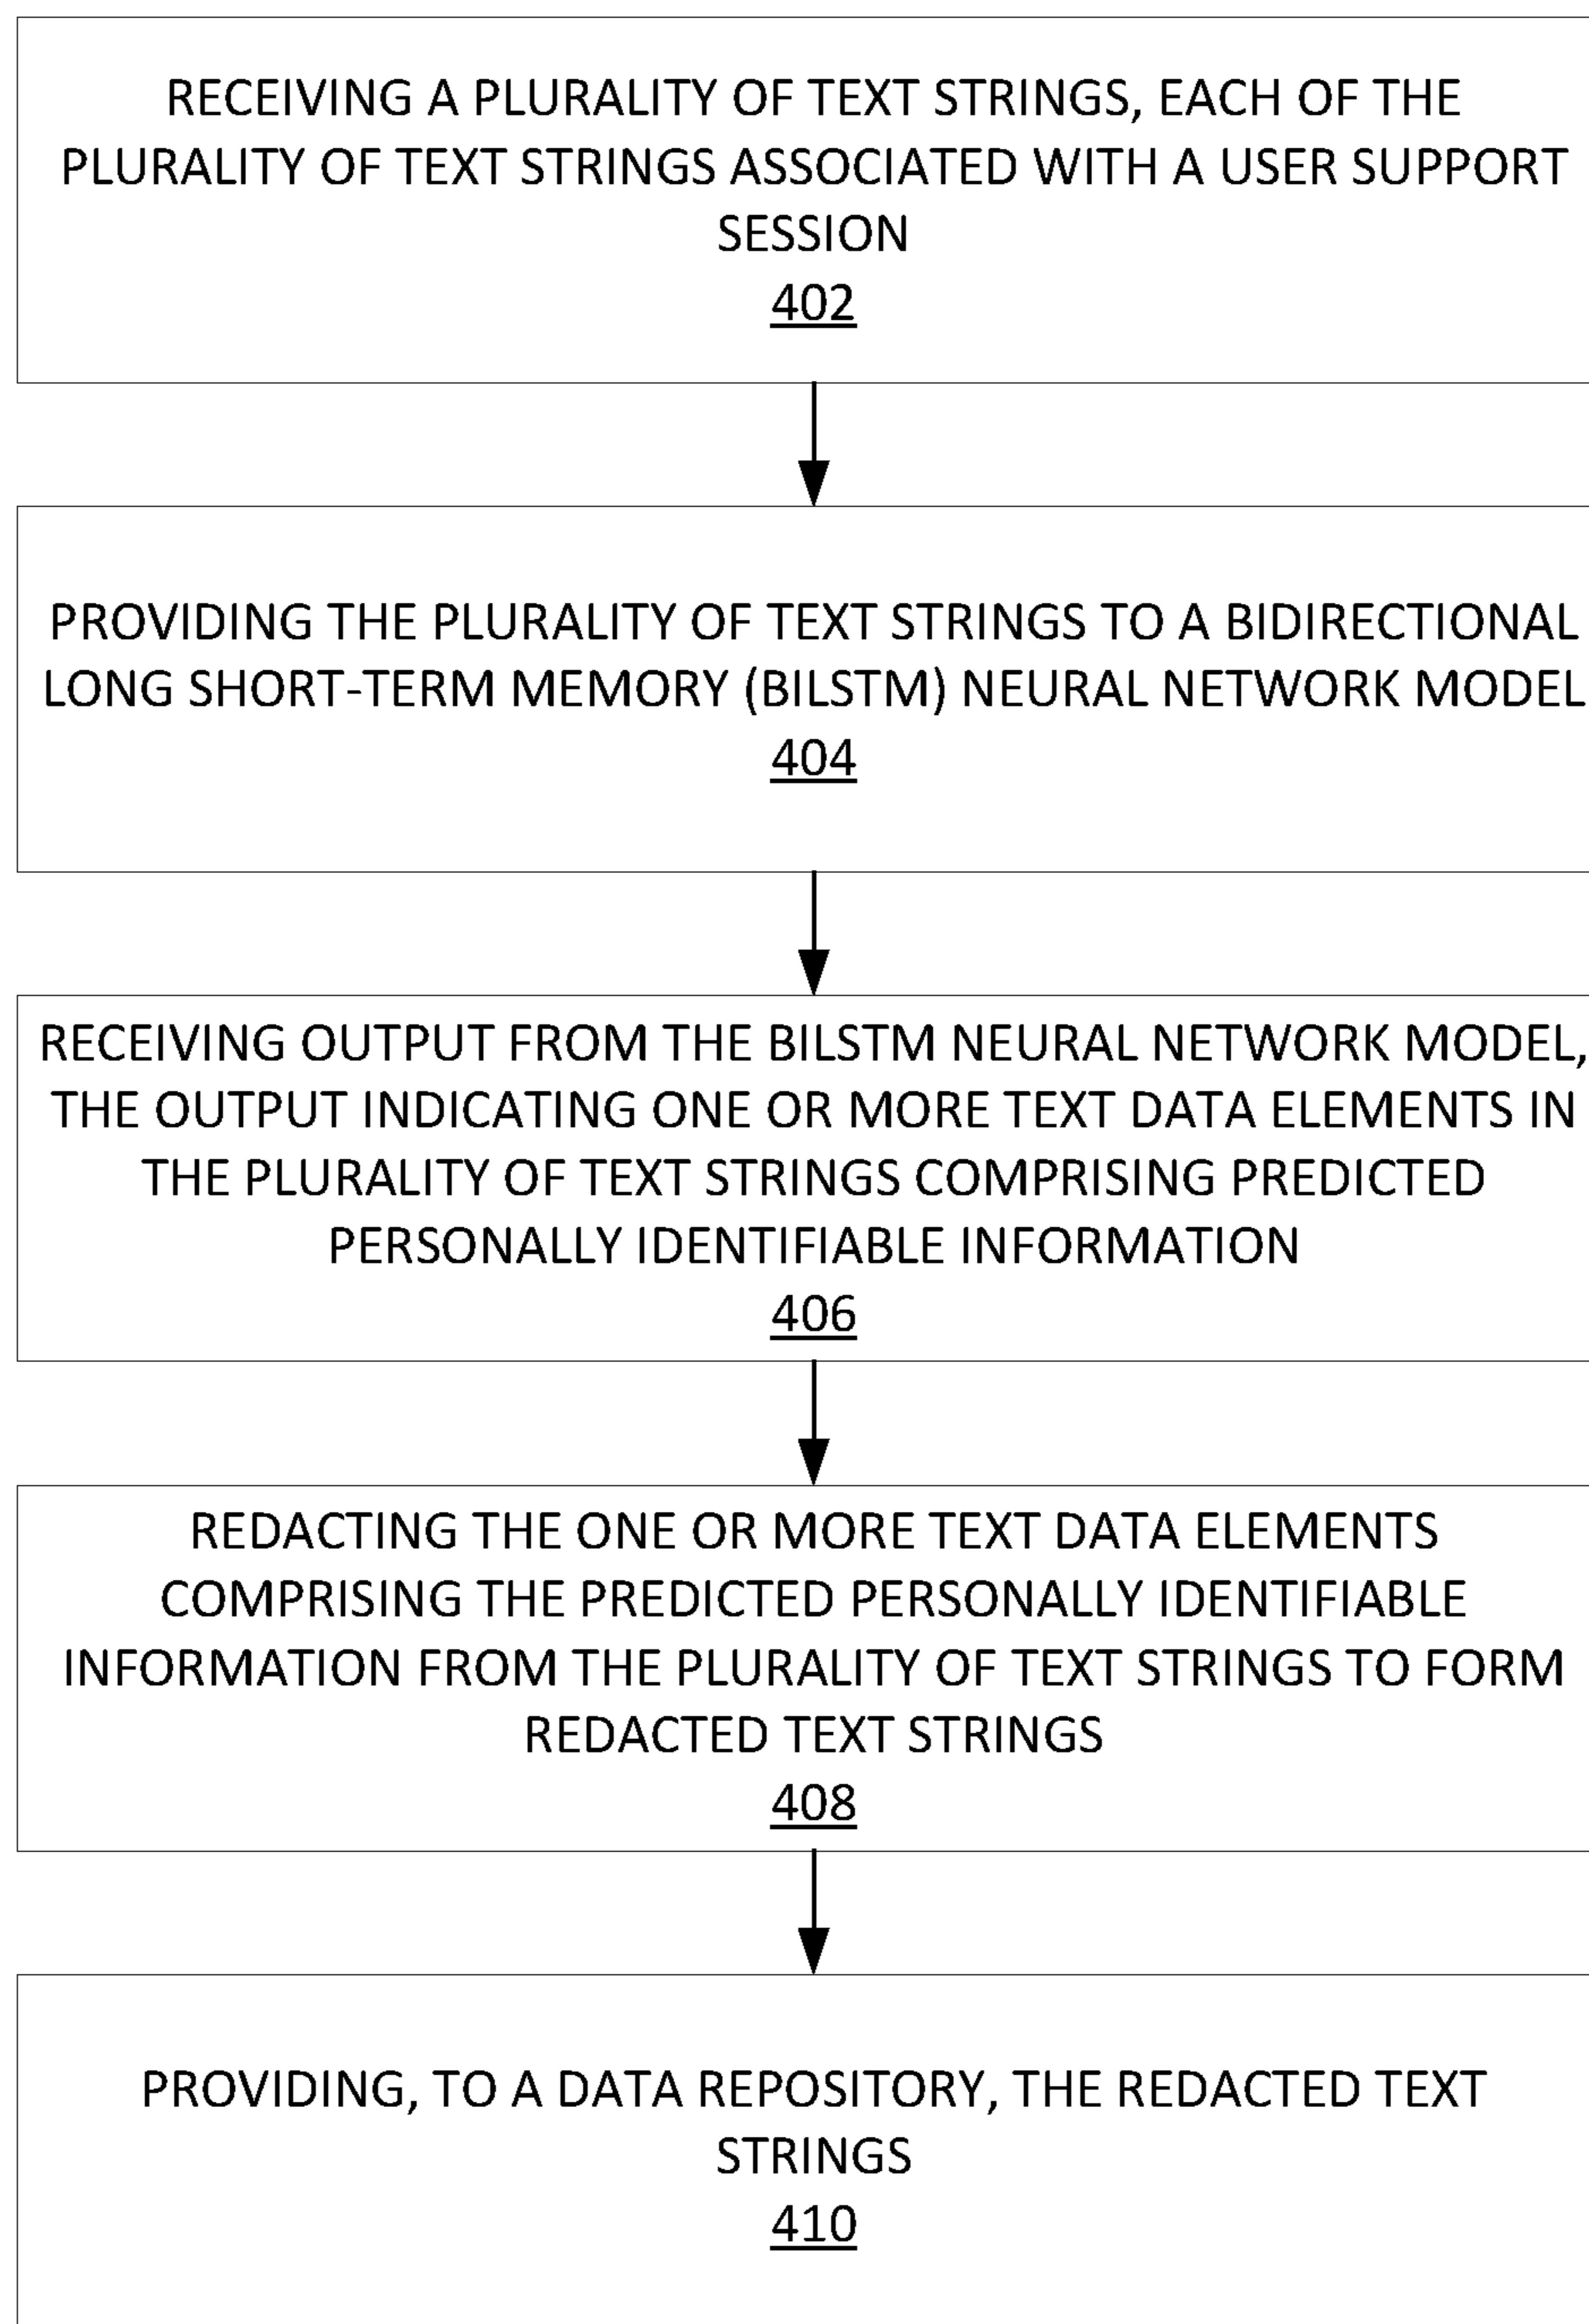 RECEIVING A PLURALITY OF TEXT STRINGS, EACH OF THE
PLURALITY OF TEXT STRINGS ASSOCIATED WITH A USER SUPPORT
SESSION
402
PROVIDING THE PLURALITY OF TEXT STRINGS TO A BIDIRECTIONAL
LONG SHORT-TERM MEMORY (BILSTM) NEURAL NETWORK MODEL
404
RECEIVING OUTPUT FROM THE BILSTM NEURAL NETWORK MODEL,
THE OUTPUT INDICATING ONE OR MORE TEXT DATA ELEMENTS IN
THE PLURALITY OF TEXT STRINGS COMPRISING PREDICTED
PERSONALLY IDENTIFIABLE INFORMATION
406
REDACTING THE ONE OR MORE TEXT DATA ELEMENTS
COMPRISING THE PREDICTED PERSONALLY IDENTIFIABLE
INFORMATION FROM THE PLURALITY OF TEXT STRINGS TO FORM
REDACTED TEXT STRINGS
408
PROVIDING, TO A DATA REPOSITORY, THE REDACTED TEXT
STRINGS
410